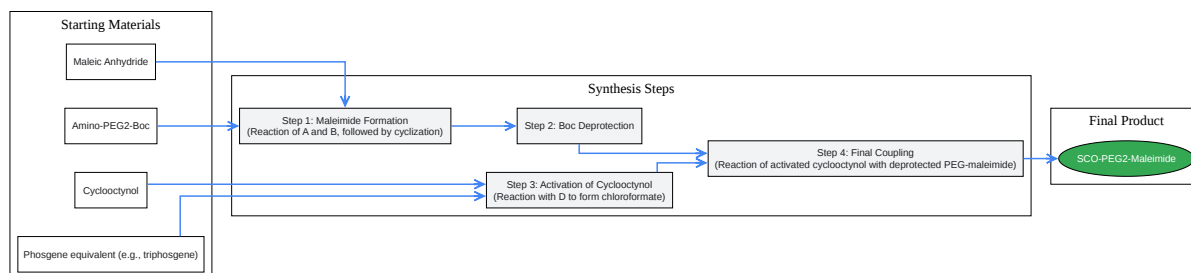 Starting Materials
Maleic Anhydride
Amino-PEG2-Boc
Cyclooctynol
Phosgene equivalent (e.g., triphosgene)
Synthesis Steps
Step 1: Maleimide Formation
(Reaction of A and B, followed by cyclization)
Step 2: Boc Deprotection
Step 3: Activation of Cyclooctynol
(Reaction with D to form chloroformate)
Step 4: Final Coupling
(Reaction of activated cyclooctynol with deprotected PEG-maleimide)
Final Product
SCO-PEG2-Maleimide